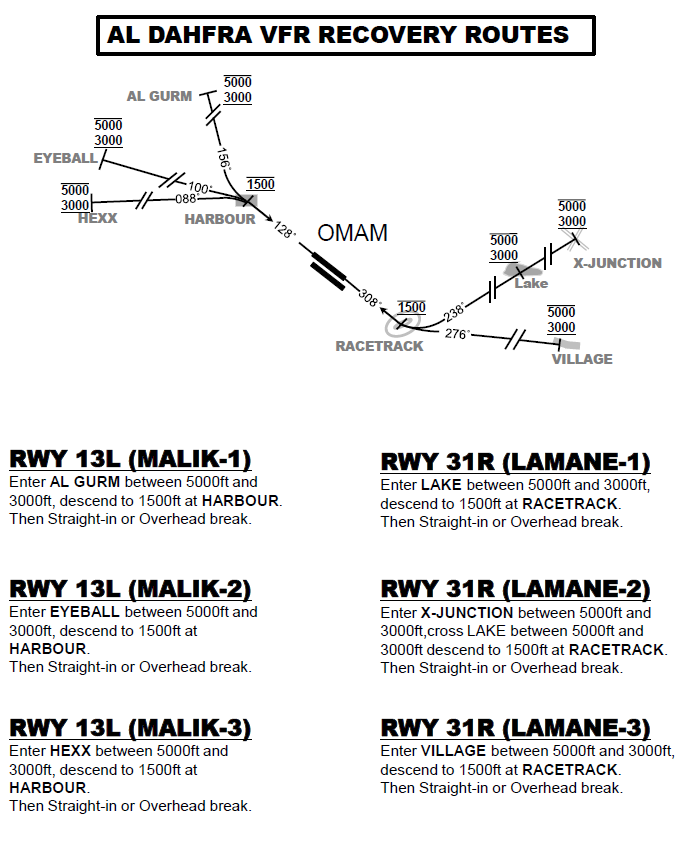 AL DAHFRA VFR RECOVERY ROUTES
AL GURM
5000
3000
5000
3000
EYEBALL
156°
5000
3000
HEXX
100°
088°
1500
HARBOUR
128°
OMAM
308°
1500
RACETRACK
238°
276°
5000
3000
Lake
5000
3000
X-JUNCTION
5000
3000
VILLAGE
RWY 13L (MALIK-1)
Enter AL GURM between 5000ft and
3000ft, descend to 1500ft at HARBOUR.
Then Straight-in or Overhead break.
RWY 13L (MALIK-2)
Enter EYEBALL between 5000ft and
3000ft, descend to 1500ft at
HARBOUR.
Then Straight-in or Overhead break.
RWY 13L (MALIK-3)
Enter HEXX between 5000ft and
3000ft, descend to 1500ft at
HARBOUR.
Then Straight-in or Overhead break.
RWY 31R (LAMANE-1)
Enter LAKE between 5000ft and 3000ft,
descend to 1500ft at RACETRACK.
Then Straight-in or Overhead break.
RWY 31R (LAMANE-2)
Enter X-JUNCTION between 5000ft and
3000ft,cross LAKE between 5000ft and
3000ft descend to 1500ft at RACETRACK.
Then Straight-in or Overhead break.
RWY 31R (LAMANE-3)
Enter VILLAGE between 5000ft and 3000ft,
descend to 1500ft at RACETRACK.
Then Straight-in or Overhead break.